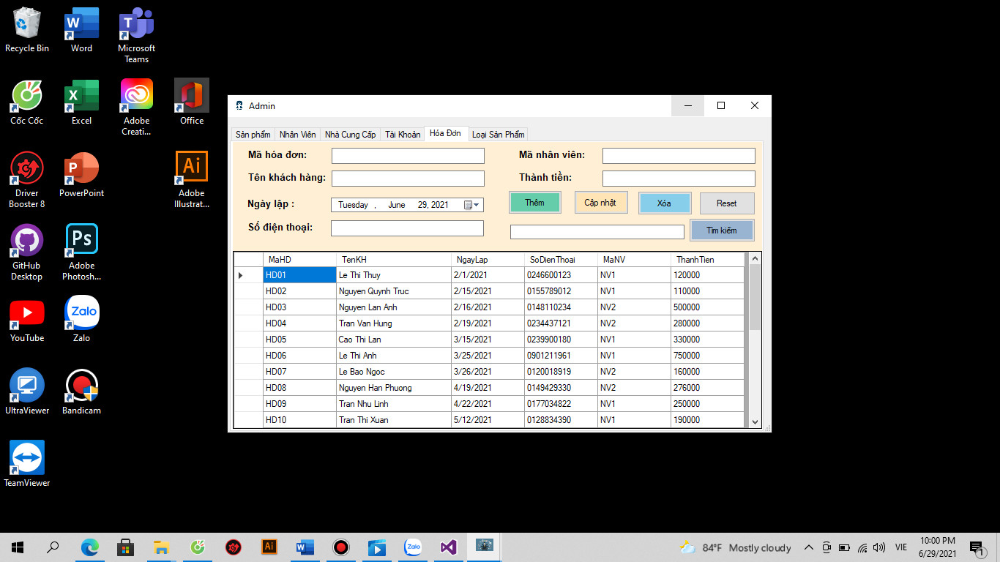 Recycle Bin
Word
Microsoft
Teams
Cốc Cốc
Excel
Adobe
Creati...
Office
Driver
Booster 8
PowerPoint
Adobe
Illustrat...
GitHub
Desktop
Adobe
Photosh...
YouTube
Zalo
UltraViewer
Bandicam
TeamViewer
Admin
Sản phẩm Nhân Viên Nhà Cung Cấp Tài Khoản Hóa Đơn Loại Sản Phẩm
Mã hóa đơn: Mã nhân viên:
Tên khách hàng: Thành tiền:
Ngày lập : Tuesday , June 29, 2021 Thêm Cập nhật Xóa Reset
Số điện thoại: Tìm kiếm
MaHD TenKH NgayLap SoDienThoai MaNV ThanhTien
HD01 Le Thi Thuy 2/1/2021 0246600123 NV1 120000
HD02 Nguyen Quynh Truc 2/15/2021 0155789012 NV1 110000
HD03 Nguyen Lan Anh 2/16/2021 0148110234 NV2 500000
HD04 Tran Van Hung 2/19/2021 0234437121 NV2 280000
HD05 Cao Thi Lan 3/15/2021 0239900180 NV1 330000
HD06 Le Thi Anh 3/25/2021 0901211961 NV1 750000
HD07 Le Bao Ngoc 3/26/2021 0120018919 NV2 160000
HD08 Nguyen Han Phuong 4/19/2021 0149429330 NV2 276000
HD09 Tran Nhu Linh 4/22/2021 0177034822 NV1 250000
HD10 Tran Thi Xuan 5/12/2021 0128834390 NV1 190000
84°F Mostly cloudy VIE 10:00 PM
6/29/2021
1